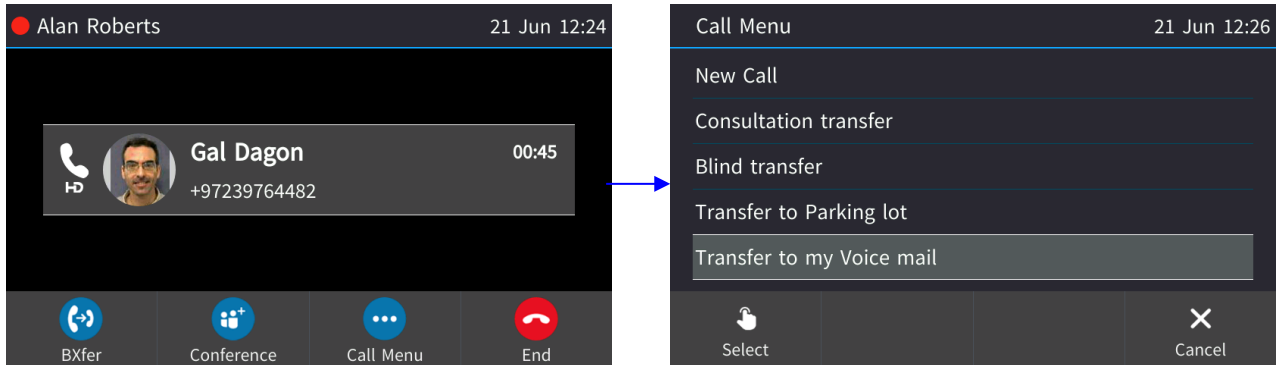 Alan Roberts 21 Jun 12:24
Gal Dagon 00:45
HD
+97239764482
BXfer Conference Call Menu End
Call Menu 21 Jun 12:26
New Call
Consultation transfer
Blind transfer
Transfer to Parking lot
Transfer to my Voice mail
Select Cancel